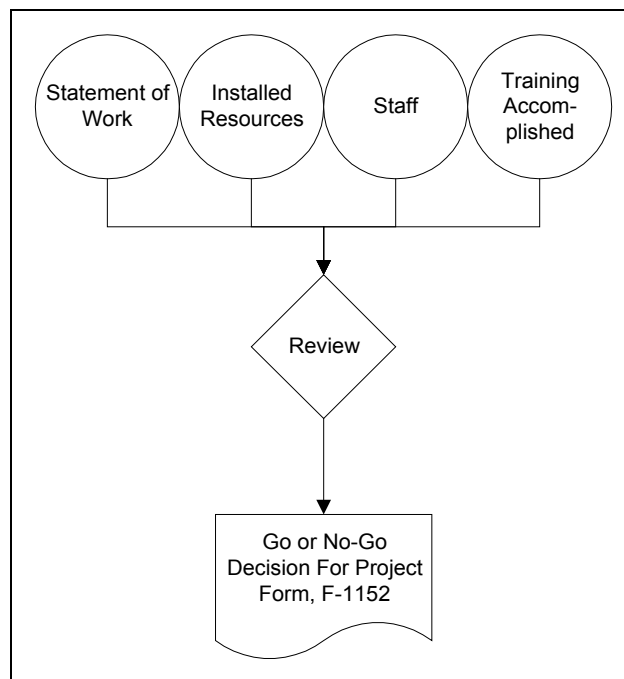 Statement of
Work
Installed
Resources
Staff
Training
Accom-
plished
Review
Go or No-Go
Decision For Project
Form, F-1152